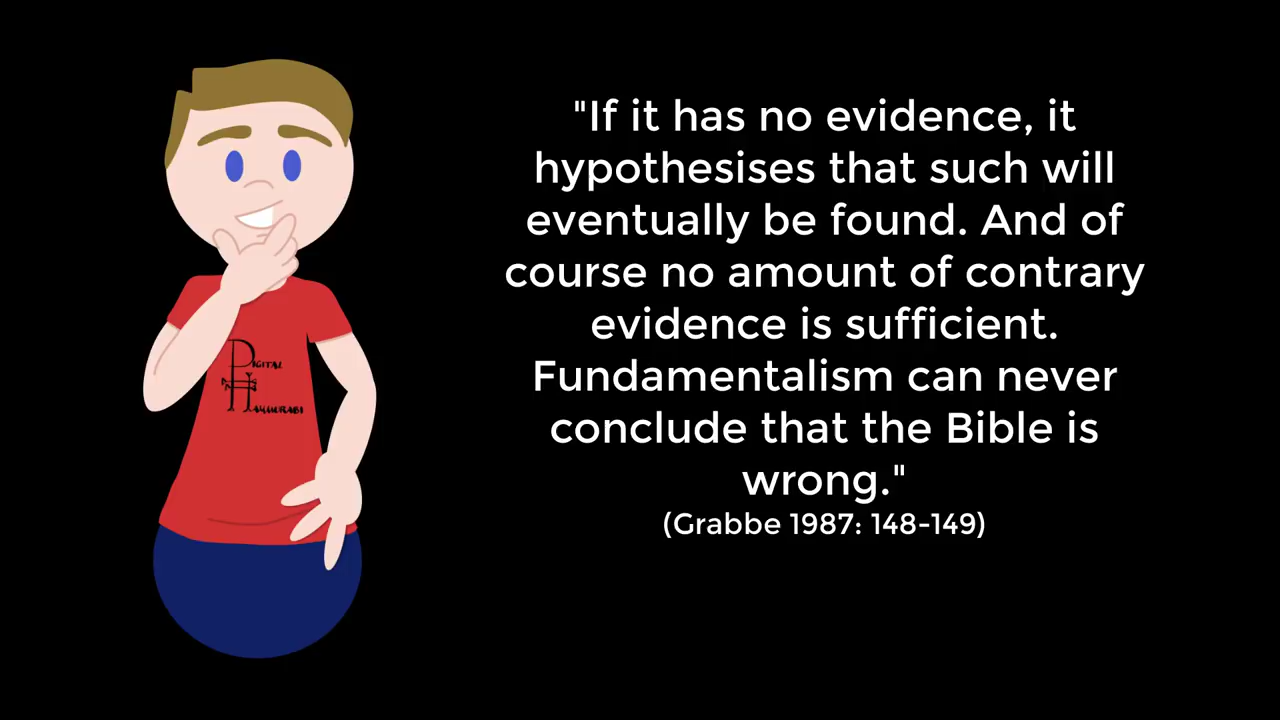 "If it has no evidence, it
hypothesises that such will
eventually be found. And of
course no amount of contrary
evidence is sufficient.
Fundamentalism can never
conclude that the Bible is
wrong."
(Grabbe 1987: 148-149)
DIGITAL
HAMMURABI